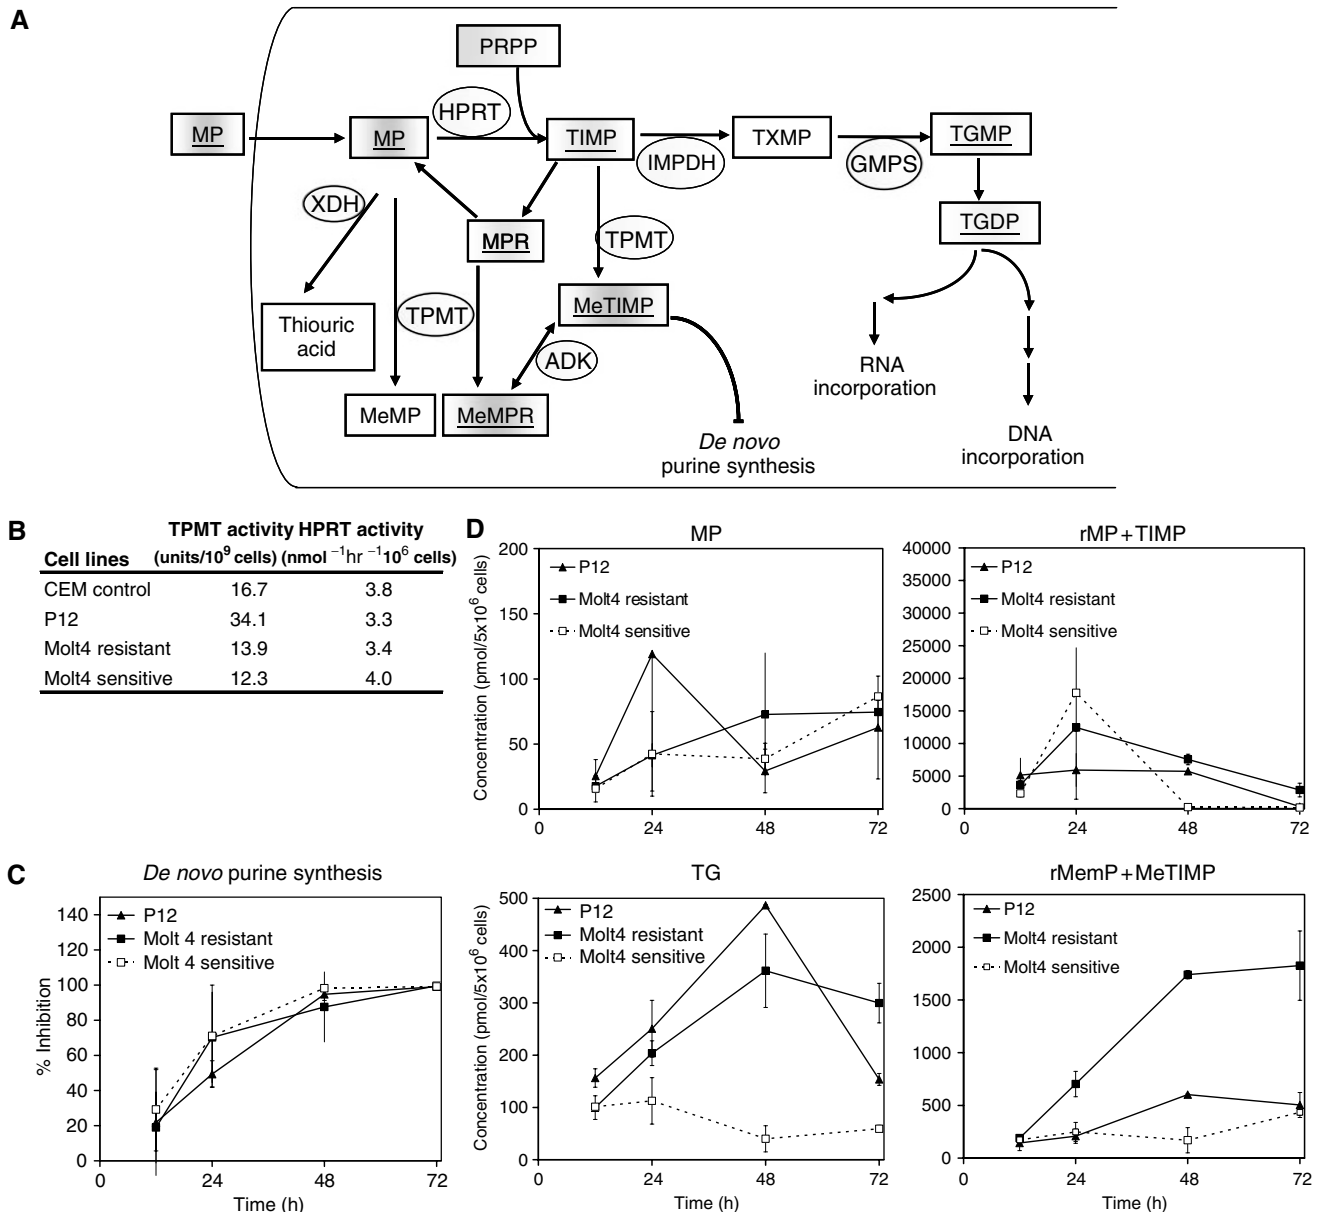 A
PRPP
MP
MP
HPRT
TIMP
IMPDH
TXMP
GMPS
TGMP
XDH
MPR
TPMT
TGDP
Thiouric
acid
TPMT
MeTIMP
ADK
MeMP
MeMPR
RNA
incorporation
De novo
purine synthesis
DNA
incorporation
B
TPMT activity HPRT activity
Cell lines (units/10⁹ cells) (nmol ⁻¹hr ⁻¹10⁶ cells)
CEM control 16.7 3.8
P12 34.1 3.3
Molt4 resistant 13.9 3.4
Molt4 sensitive 12.3 4.0
C
De novo purine synthesis
% Inhibition
140
120
100
80
60
40
20
0
P12
Molt 4 resistant
Molt 4 sensitive
0 24 48 72
Time (h)
D
MP
Concentration (pmol/5x10⁶ cells)
200
150
100
50
0
P12
Molt4 resistant
Molt4 sensitive
0 24 48 72
rMP+TIMP
40000
35000
30000
25000
20000
15000
10000
5000
0
P12
Molt4 resistant
Molt4 sensitive
0 24 48 72
TG
Concentration (pmol/5x10⁶ cells)
500
400
300
200
100
0
P12
Molt4 resistant
Molt4 sensitive
0 24 48 72
Time (h)
rMemP+MeTIMP
2500
2000
1500
1000
500
0
P12
Molt4 resistant
Molt4 sensitive
0 24 48 72
Time (h)